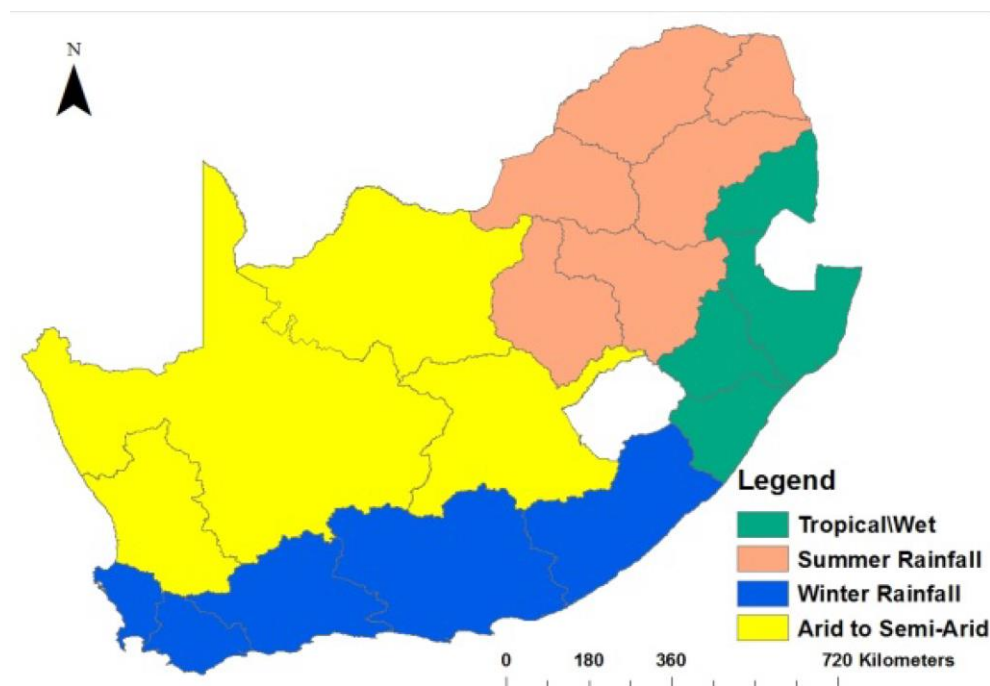 N
Legend
Tropical\Wet
Summer Rainfall
Winter Rainfall
Arid to Semi-Arid
0 180 360 720 Kilometers